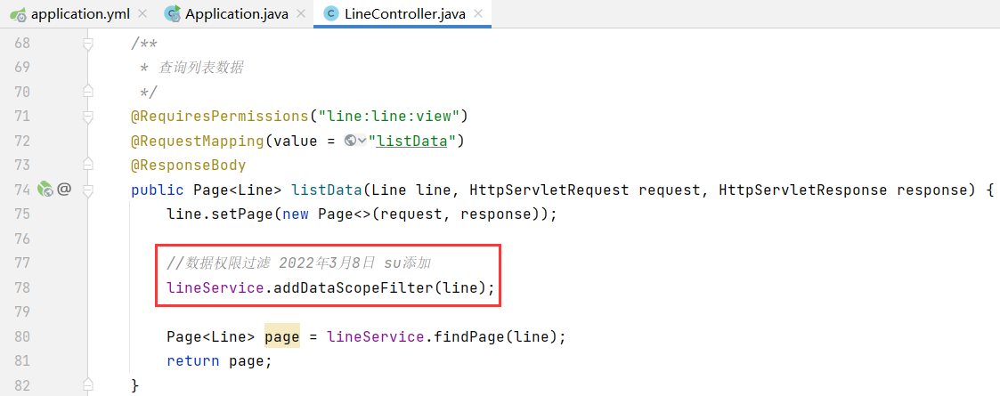 application.yml Application.java LineController.java
68 /**
69 * 查询列表数据
70 */
71 @RequiresPermissions("line:line:view")
72 @RequestMapping(value = "listData")
73 @ResponseBody
74 public Page<Line> listData(Line line, HttpServletRequest request, HttpServletResponse response) {
75 line.setPage(new Page<>(request, response));
76
77 //数据权限过滤 2022年3月8日 su添加
78 lineService.addDataScopeFilter(line);
79
80 Page<Line> page = lineService.findPage(line);
81 return page;
82 }